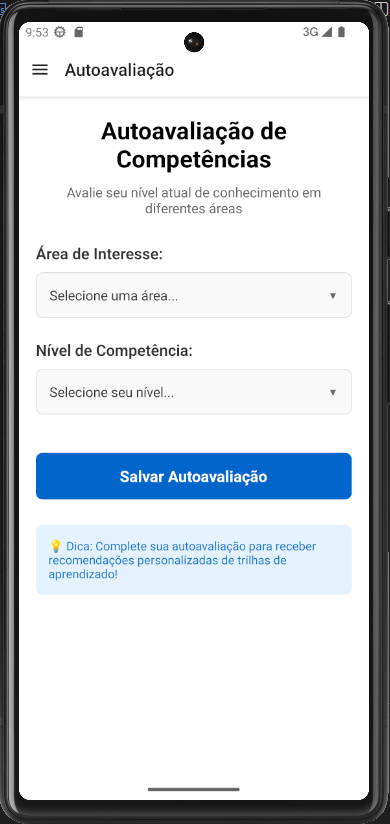 9:53
3G
Autoavaliação
Autoavaliação de
Competências
Avalie seu nível atual de conhecimento em
diferentes áreas
Área de Interesse:
Selecione uma área... ▼
Nível de Competência:
Selecione seu nível... ▼
Salvar Autoavaliação
💡 Dica: Complete sua autoavaliação para receber
recomendações personalizadas de trilhas de
aprendizado!